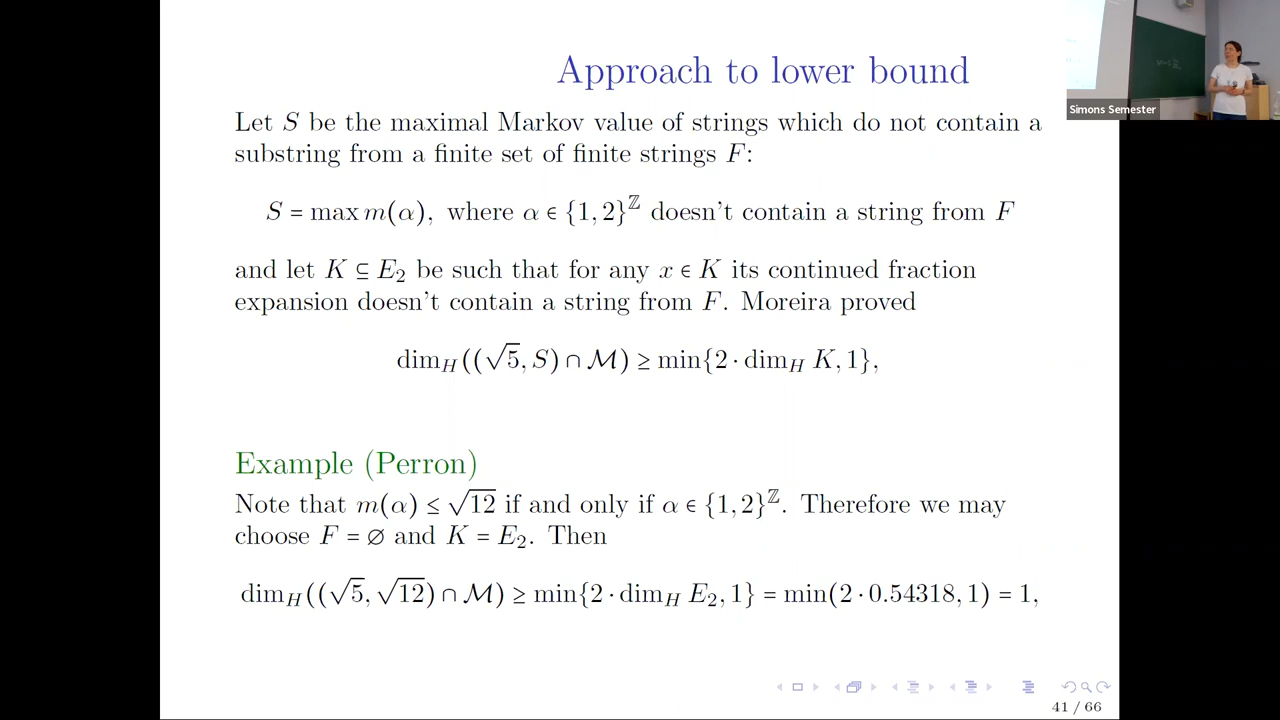 Approach to lower bound
Let S be the maximal Markov value of strings which do not contain a
substring from a finite set of finite strings F:
S = max m(α), where α ∈ {1, 2}^ℤ doesn't contain a string from F
and let K ⊆ E₂ be such that for any x ∈ K its continued fraction
expansion doesn't contain a string from F. Moreira proved
dim_H((√5, S) ∩ ℳ) ≥ min{2 · dim_H K, 1},
Example (Perron)
Note that m(α) ≤ √12 if and only if α ∈ {1, 2}^ℤ. Therefore we may
choose F = ∅ and K = E₂. Then
dim_H((√5, √12) ∩ ℳ) ≥ min{2 · dim_H E₂, 1} = min(2 · 0.54318, 1) = 1,
41 / 66
Simons Semester